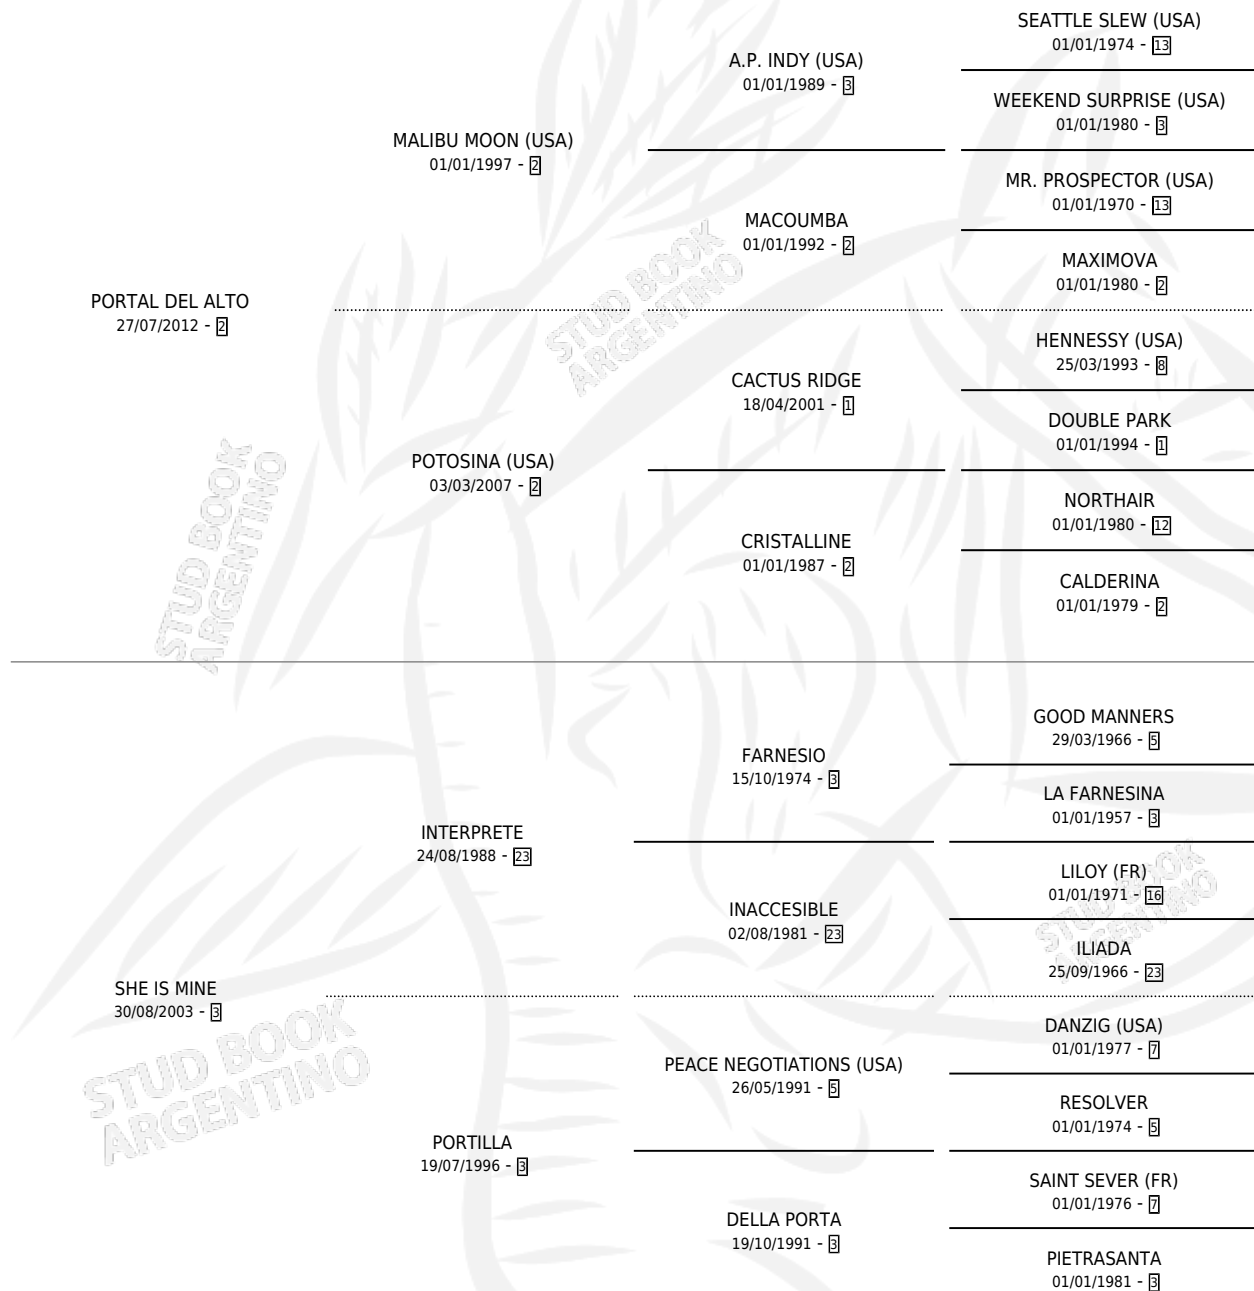 SEATTLE SLEW (USA)
01/01/1974 - 13
A.P. INDY (USA)
01/01/1989 - 3
WEEKEND SURPRISE (USA)
01/01/1980 - 3
MALIBU MOON (USA)
01/01/1997 - 2
MR. PROSPECTOR (USA)
01/01/1970 - 13
MACOUMBA
01/01/1992 - 2
MAXIMOVA
01/01/1980 - 2
PORTAL DEL ALTO
27/07/2012 - 2
HENNESSY (USA)
25/03/1993 - 8
CACTUS RIDGE
18/04/2001 - 1
DOUBLE PARK
01/01/1994 - 1
POTOSINA (USA)
03/03/2007 - 2
NORTHAIR
01/01/1980 - 12
CRISTALLINE
01/01/1987 - 2
CALDERINA
01/01/1979 - 2
GOOD MANNERS
29/03/1966 - 5
FARNESIO
15/10/1974 - 3
LA FARNESINA
01/01/1957 - 3
INTERPRETE
24/08/1988 - 23
LILOY (FR)
01/01/1971 - 16
INACCESIBLE
02/08/1981 - 23
ILIADA
25/09/1966 - 23
SHE IS MINE
30/08/2003 - 3
DANZIG (USA)
01/01/1977 - 7
PEACE NEGOTIATIONS (USA)
26/05/1991 - 5
RESOLVER
01/01/1974 - 5
PORTILLA
19/07/1996 - 3
SAINT SEVER (FR)
01/01/1976 - 7
DELLA PORTA
19/10/1991 - 3
PIETRASANTA
01/01/1981 - 3
STUD BOOK
ARGENTINO
STUD BOOK
ARGENTINO
STUD BOOK
ARGENTINO
STUD BOOK
ARGENTINO